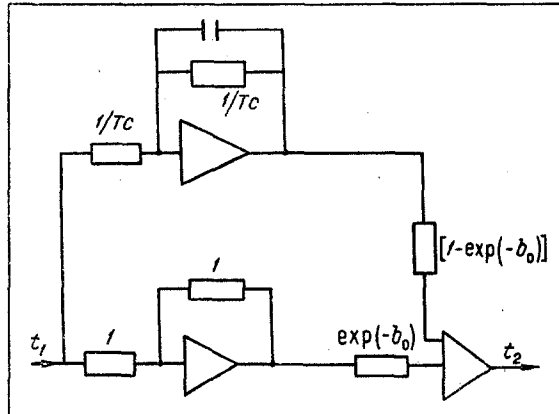 1/Tc
1/Tc
[1-exp(-b₀)]
1
t₁
1
exp(-b₀)
t₂